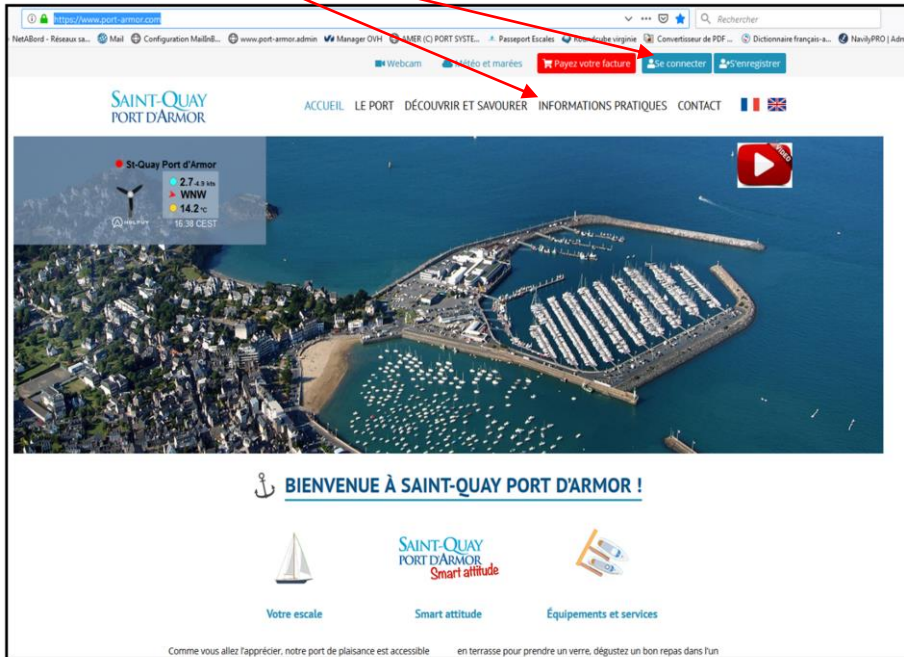 https://www.port-armor.com
Rechercher
NetABord - Réseaux sa... Mail Configuration MailInB... www.port-armor.admin Manager OVH AMER (C) PORT SYSTE... Passeport Escales Roundcube virginie Convertisseur de PDF ... Dictionnaire français-a... NavilyPRO | Adm
Webcam Météo et marées Payez votre facture Se connecter S'enregistrer
SAINT-QUAY
PORT D'ARMOR
ACCUEIL LE PORT DÉCOUVRIR ET SAVOURER INFORMATIONS PRATIQUES CONTACT
VIDEO
St-Quay Port d'Armor
2.7-4.9 kts
WNW
14.2 °C
16:38 CEST
BIENVENUE À SAINT-QUAY PORT D'ARMOR !
SAINT-QUAY
PORT D'ARMOR
Smart attitude
Votre escale Smart attitude Équipements et services
Comme vous allez l'apprécier, notre port de plaisance est accessible en terrasse pour prendre un verre, dégustez un bon repas dans l'un